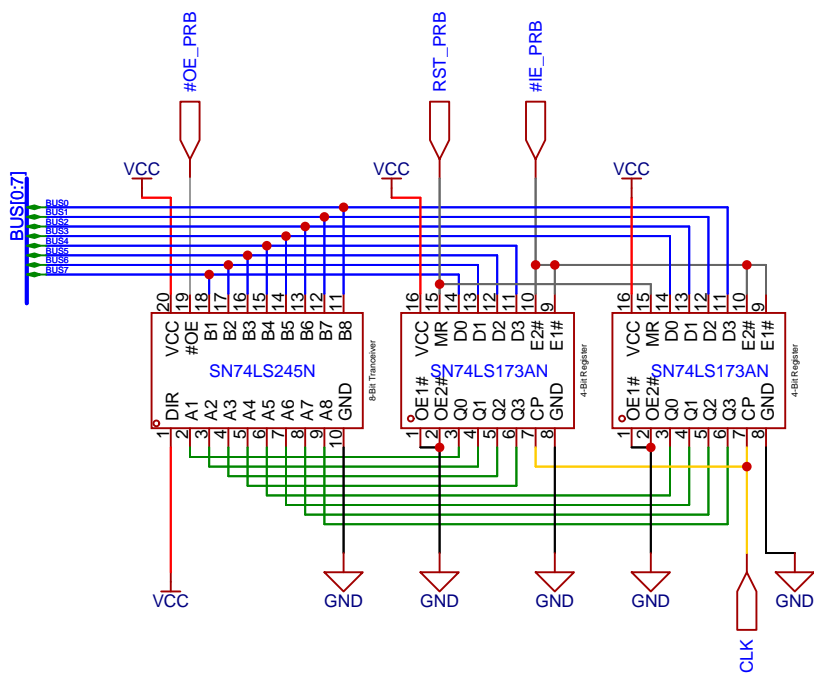 #OE_PRB
RST_PRB
#IE_PRB
VCC
VCC
VCC
BUS[0:7]
BUS0
BUS1
BUS2
BUS3
BUS4
BUS5
BUS6
BUS7
20 19 18 17 16 15 14 13 12 11
VCC #OE B1 B2 B3 B4 B5 B6 B7 B8
SN74LS245N
8-Bit Tranceiver
DIR A1 A2 A3 A4 A5 A6 A7 A8 GND
1 2 3 4 5 6 7 8 9 10
16 15 14 13 12 11 10 9
VCC MR D0 D1 D2 D3 E2# E1#
SN74LS173AN
4-Bit Register
OE1# OE2# Q0 Q1 Q2 Q3 CP GND
1 2 3 4 5 6 7 8
16 15 14 13 12 11 10 9
VCC MR D0 D1 D2 D3 E2# E1#
SN74LS173AN
4-Bit Register
OE1# OE2# Q0 Q1 Q2 Q3 CP GND
1 2 3 4 5 6 7 8
VCC
GND
GND
GND
GND
GND
CLK